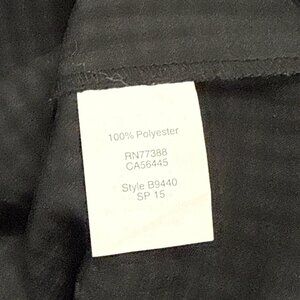 100% Polyester
RN77388
CA56445
Style B9440
SP 15